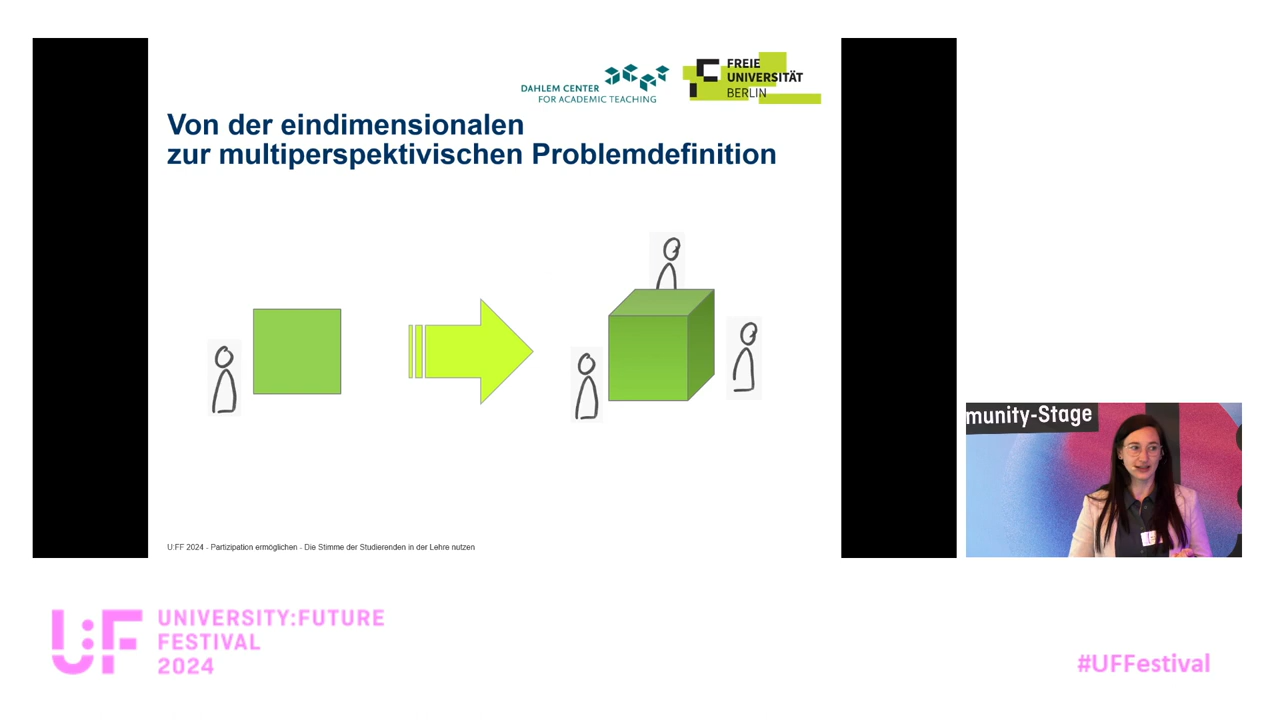 DAHLEM CENTER
FOR ACADEMIC TEACHING
FREIE
UNIVERSITÄT
BERLIN
Von der eindimensionalen
zur multiperspektivischen Problemdefinition
U:FF 2024 - Partizipation ermöglichen - Die Stimme der Studierenden in der Lehre nutzen
munity-Stage
U:F
UNIVERSITY:FUTURE
FESTIVAL
2024
#UFFestival